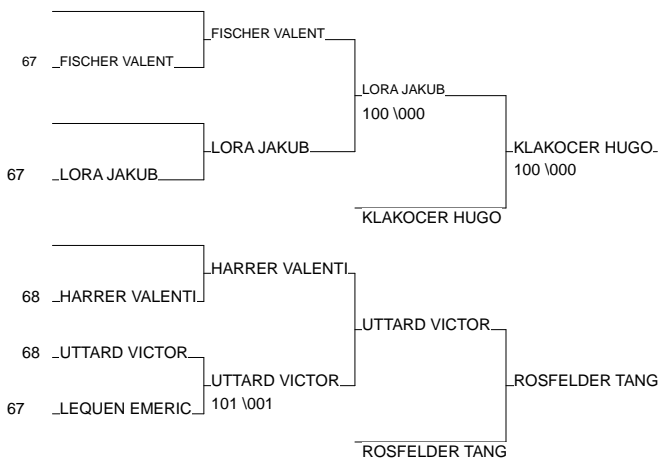 FISCHER VALENT
67 FISCHER VALENT
LORA JAKUB
100 \000
LORA JAKUB
KLAKOCER HUGO
100 \000
67 LORA JAKUB
KLAKOCER HUGO
HARRER VALENTI
68 HARRER VALENTI
UTTARD VICTOR
68 UTTARD VICTOR
UTTARD VICTOR
101 \001
ROSFELDER TANG
67 LEQUEN EMERIC
ROSFELDER TANG